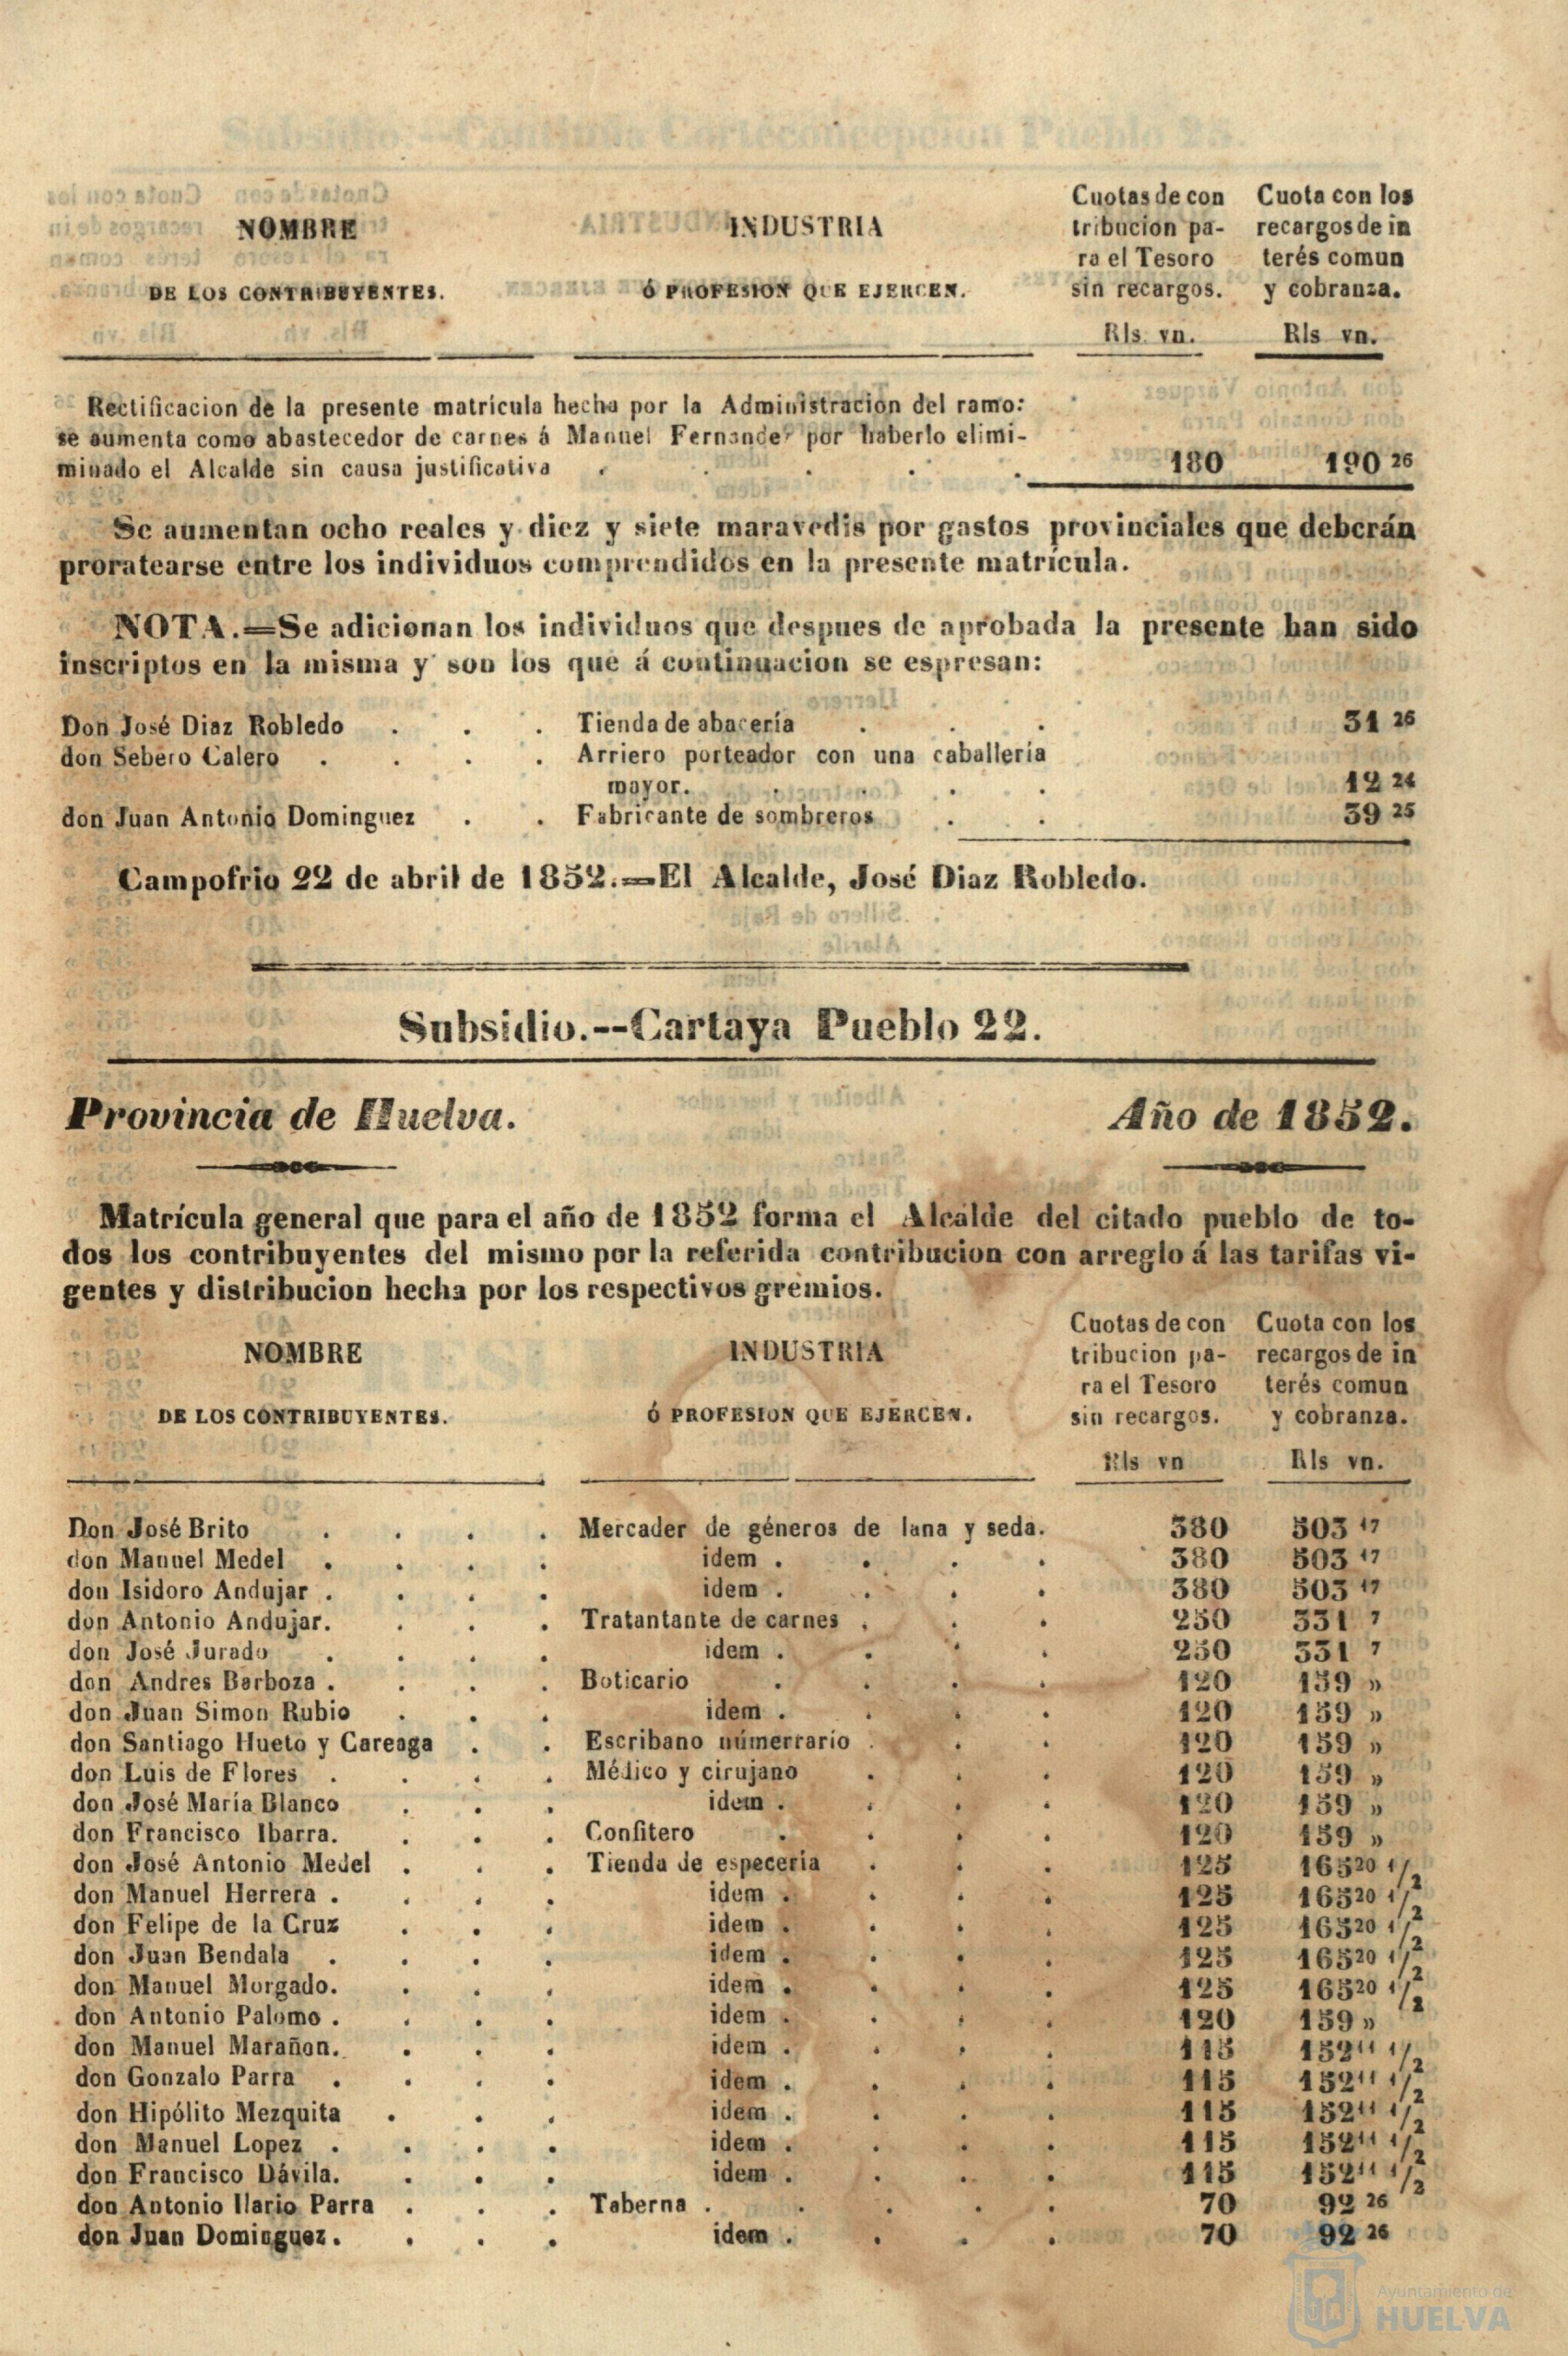 NOMBRE
DE LOS CONTRIBUYENTES.
INDUSTRIA
Ó PROFESION QUE EJERCEN.
Cuotas de con
tribucion pa-
ra el Tesoro
sin recargos.
Rls. vn.
Cuota con los
recargos de in
terés comun
y cobranza.
Rls vn.
Rectificacion de la presente matrícula hecha por la Administracion del ramo:
se aumenta como abastecedor de carnes á Manuel Fernandez por haberlo elimi-
minado el Alcalde sin causa justificativa . . . . . 180 190 26
Se aumentan ocho reales y diez y siete maravedis por gastos provinciales que deberán
proratearse entre los individuos comprendidos en la presente matrícula.
NOTA.=Se adicionan los individuos que despues de aprobada la presente han sido
inscriptos en la misma y son los que á continuacion se espresan:
Don José Diaz Robledo . . . Tienda de abacería . . . 31 26
don Sebero Calero . . . . Arriero porteador con una caballería
mayor. . . . . 12 24
don Juan Antonio Dominguez . . Fabricante de sombreros . . 39 25
Campofrio 22 de abril de 1852.=El Alcalde, José Diaz Robledo.
Subsidio.--Cartaya Pueblo 22.
Provincia de Huelva. Año de 1852.
Matrícula general que para el año de 1852 forma el Alcalde del citado pueblo de to-
dos los contribuyentes del mismo por la referida contribucion con arreglo á las tarifas vi-
gentes y distribucion hecha por los respectivos gremios.
NOMBRE
DE LOS CONTRIBUYENTES.
INDUSTRIA
Ó PROFESION QUE EJERCEN.
Cuotas de con
tribucion pa-
ra el Tesoro
sin recargos.
Rls vn
Cuota con los
recargos de in
terés comun
y cobranza.
Rls vn.
Don José Brito . . . . Mercader de géneros de lana y seda. 380 503 17
don Manuel Medel . . . . idem . . . . 380 503 17
don Isidoro Andujar . . . . idem . . . . 380 503 17
don Antonio Andujar. . . . Tratantante de carnes . . . 250 331 7
don José Jurado . . . . idem . . . . 250 331 7
don Andres Barboza . . . . Boticario . . . . 120 159 »
don Juan Simon Rubio . . . idem . . . . 120 159 »
don Santiago Hueto y Careaga . . Escribano númerrario . . . 120 159 »
don Luis de Flores . . . . Médico y cirujano . . . 120 159 »
don José María Blanco . . . idem . . . . 120 159 »
don Francisco Ibarra. . . . Confitero . . . . 120 159 »
don José Antonio Medel . . . Tienda de especería . . . 125 165 20 1/2
don Manuel Herrera . . . . idem . . . . 125 165 20 1/2
don Felipe de la Cruz . . . idem . . . . 125 165 20 1/2
don Juan Bendala . . . . idem . . . . 125 165 20 1/2
don Manuel Morgado. . . . idem . . . . 125 165 20 1/2
don Antonio Palomo . . . . idem . . . . 120 159 »
don Manuel Marañon. . . . idem . . . . 115 152 11 1/2
don Gonzalo Parra . . . . idem . . . . 115 152 11 1/2
don Hipólito Mezquita . . . idem . . . . 115 152 11 1/2
don Manuel Lopez . . . . idem . . . . 115 152 11 1/2
don Francisco Dávila. . . . idem . . . . 115 152 11 1/2
don Antonio Ilario Parra . . . Taberna . . . . . 70 92 26
don Juan Dominguez. . . . idem . . . . 70 92 26
Ayuntamiento de
HUELVA